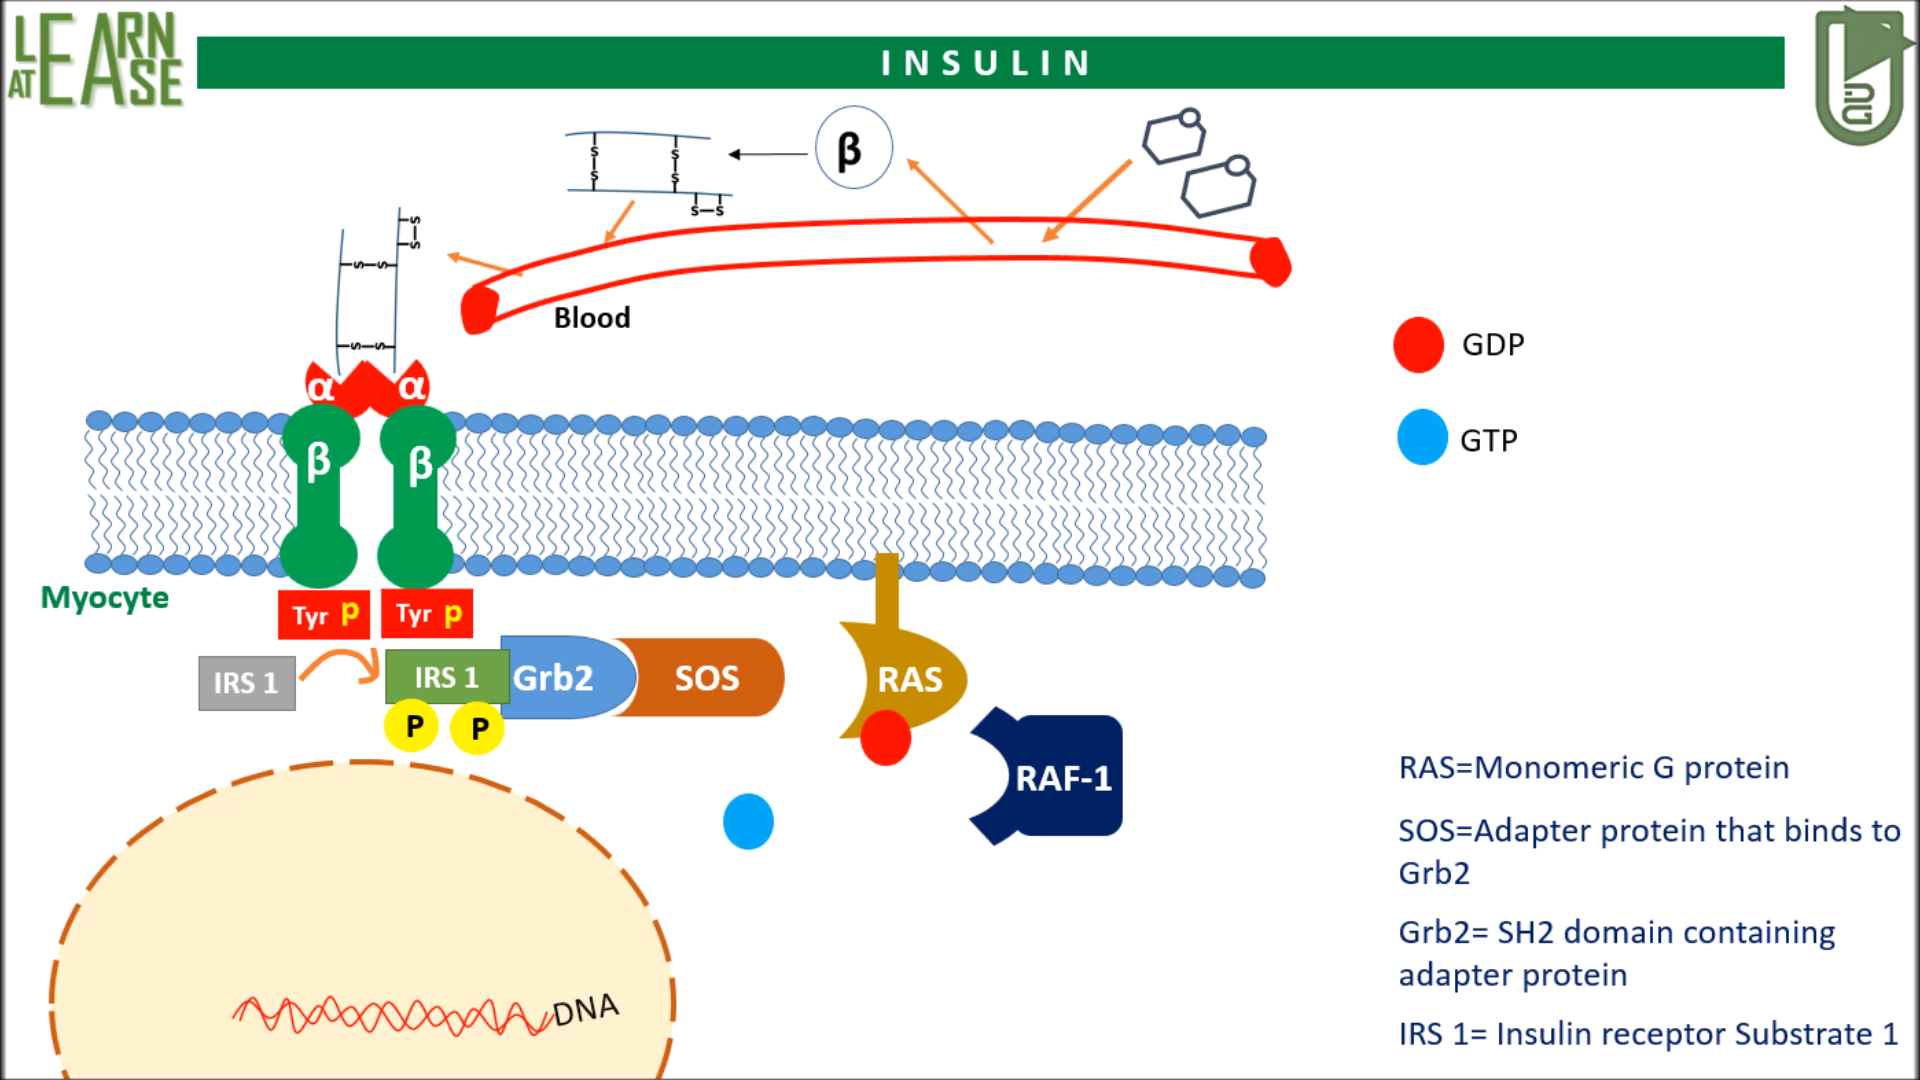 LEARN
AT EASE
INSULIN
β
S
S
S
S
S–S
S
S
S S
S S
Blood
α
α
β
β
GDP
GTP
Myocyte
Tyr p
Tyr p
IRS 1
IRS 1
Grb2
SOS
RAS
P
P
RAF-1
DNA
RAS=Monomeric G protein
SOS=Adapter protein that binds to
Grb2
Grb2= SH2 domain containing
adapter protein
IRS 1= Insulin receptor Substrate 1